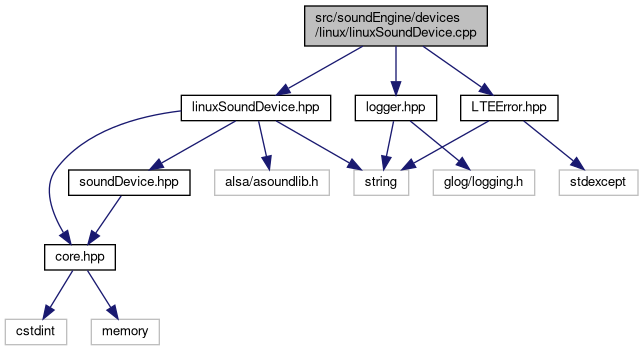 src/soundEngine/devices
/linux/linuxSoundDevice.cpp
linuxSoundDevice.hpp
logger.hpp
LTEError.hpp
soundDevice.hpp
alsa/asoundlib.h
string
glog/logging.h
stdexcept
core.hpp
cstdint
memory